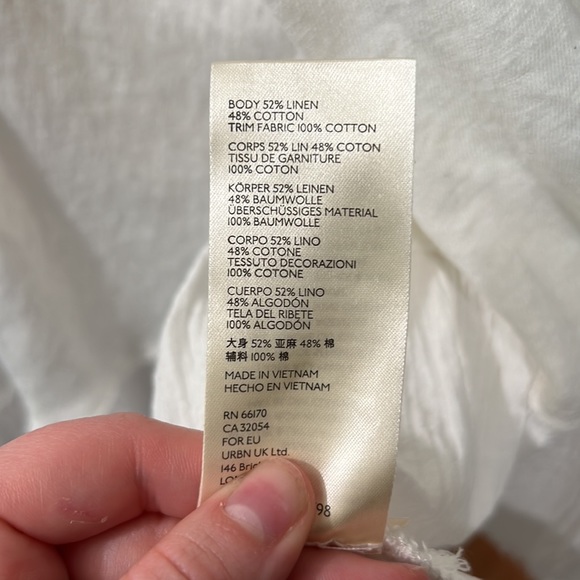 BODY 52% LINEN
48% COTTON
TRIM FABRIC 100% COTTON
CORPS 52% LIN 48% COTON
TISSU DE GARNITURE
100% COTON
KÖRPER 52% LEINEN
48% BAUMWOLLE
ÜBERSCHÜSSIGES MATERIAL
100% BAUMWOLLE
CORPO 52% LINO
48% COTONE
TESSUTO DECORAZIONI
100% COTONE
CUERPO 52% LINO
48% ALGODÓN
TELA DEL RIBETE
100% ALGODÓN
大身 52% 亚麻 48% 棉
辅料 100% 棉
MADE IN VIETNAM
HECHO EN VIETNAM
RN 66170
CA 32054
FOR EU
URBN UK Ltd.
146
98